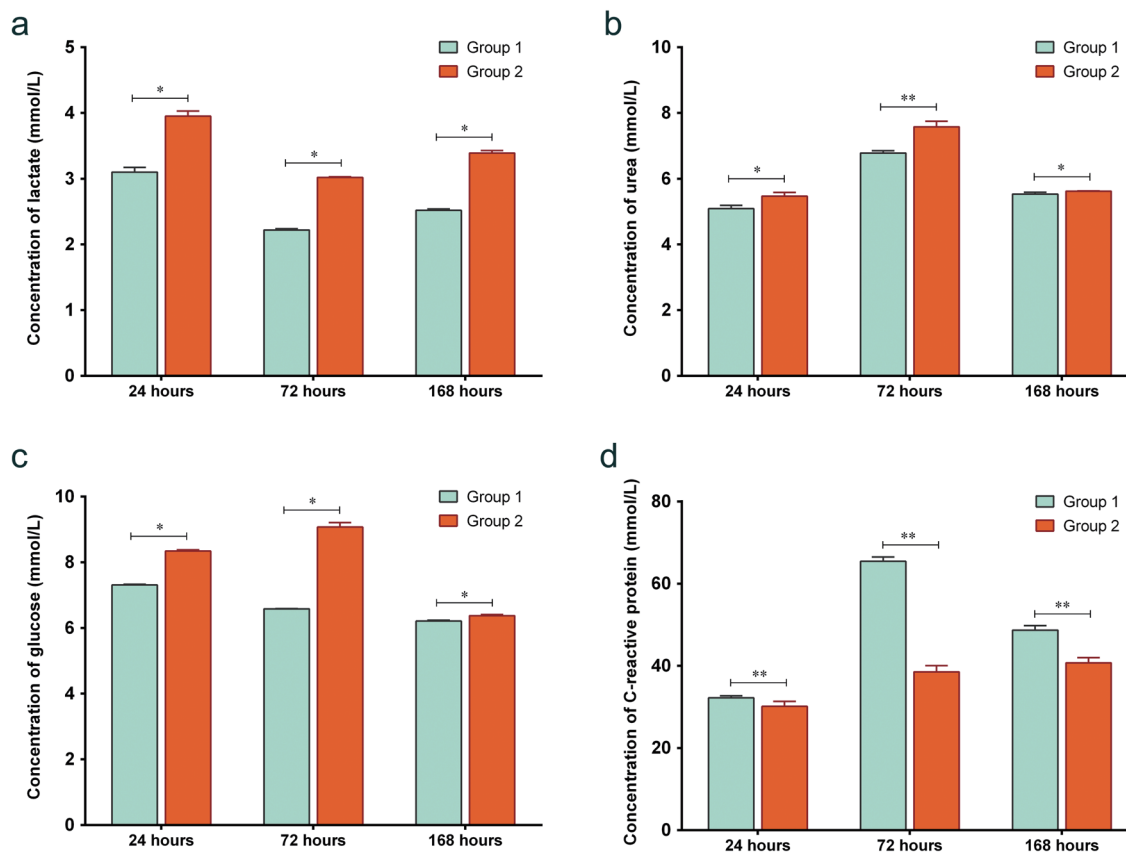 a
Concentration of lactate (mmol/L)
5
4
3
2
1
0
Group 1
Group 2
*
*
*
24 hours
72 hours
168 hours
b
Conuntration of urea (mmol/L)
10
8
6
4
2
0
Group 1
Group 2
*
**
*
24 hours
72 hours
168 hours
c
Concentration of glucose (mmol/L)
10
8
6
4
2
0
Group 1
Group 2
*
*
*
24 hours
72 hours
168 hours
d
Concentration of C-reactive protein (mmol/L)
80
60
40
20
0
Group 1
Group 2
**
**
**
24 hours
72 hours
168 hours